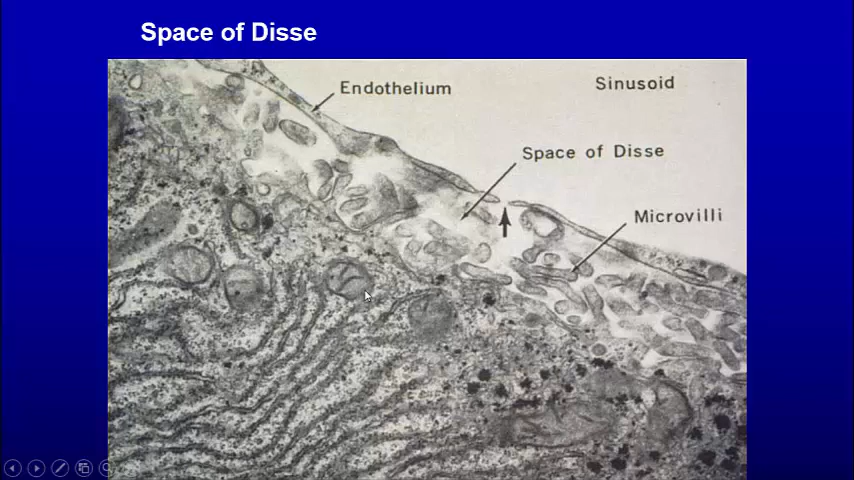 Space of Disse
Endothelium
Sinusoid
Space of Disse
Microvilli